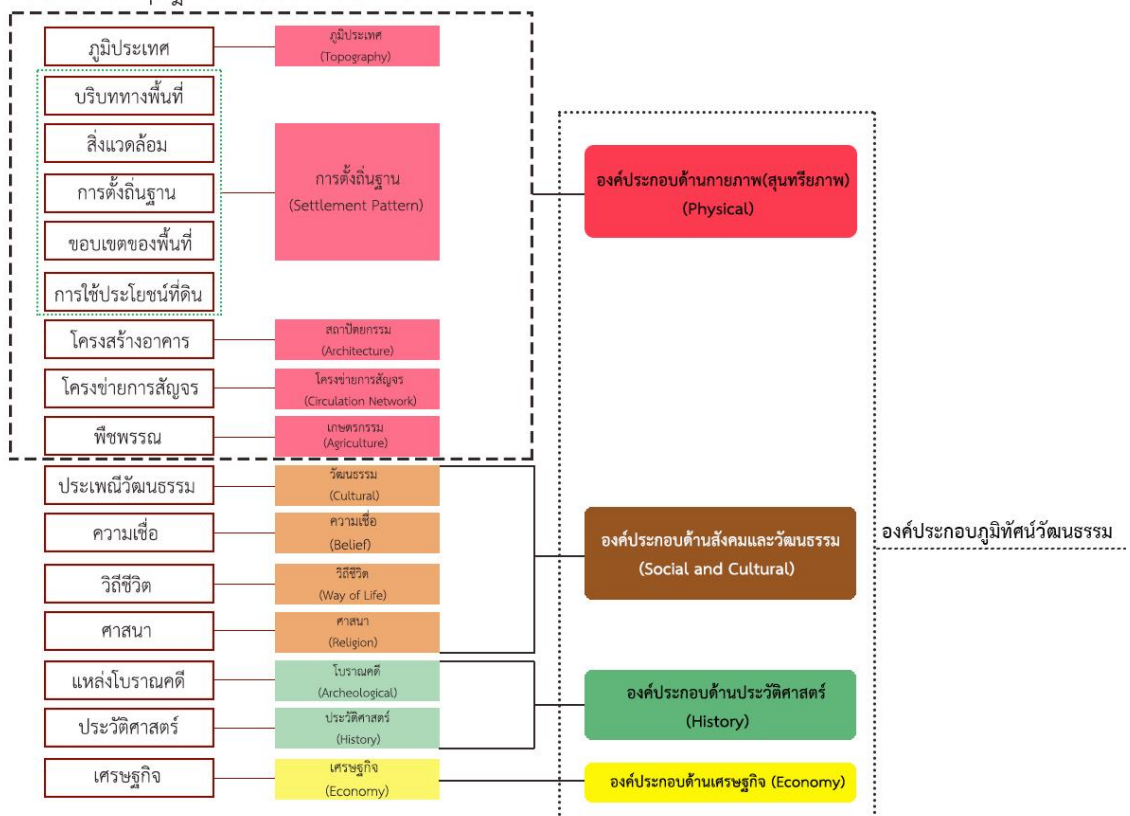 ภูมิประเทศ
ภูมิประเทศ
(Topography)
บริบททางพื้นที่
สิ่งแวดล้อม
การตั้งถิ่นฐาน
ขอบเขตของพื้นที่
การใช้ประโยชน์ที่ดิน
การตั้งถิ่นฐาน
(Settlement Pattern)
โครงสร้างอาคาร
สถาปัตยกรรม
(Architecture)
โครงข่ายการสัญจร
โครงข่ายการสัญจร
(Circulation Network)
พืชพรรณ
เกษตรกรรม
(Agriculture)
ประเพณีวัฒนธรรม
วัฒนธรรม
(Cultural)
ความเชื่อ
ความเชื่อ
(Belief)
วิถีชีวิต
วิถีชีวิต
(Way of Life)
ศาสนา
ศาสนา
(Religion)
แหล่งโบราณคดี
โบราณคดี
(Archeological)
ประวัติศาสตร์
ประวัติศาสตร์
(History)
เศรษฐกิจ
เศรษฐกิจ
(Economy)
องค์ประกอบด้านกายภาพ(สุนทรียภาพ)
(Physical)
องค์ประกอบด้านสังคมและวัฒนธรรม
(Social and Cultural)
องค์ประกอบด้านประวัติศาสตร์
(History)
องค์ประกอบด้านเศรษฐกิจ (Economy)
องค์ประกอบภูมิทัศน์วัฒนธรรม